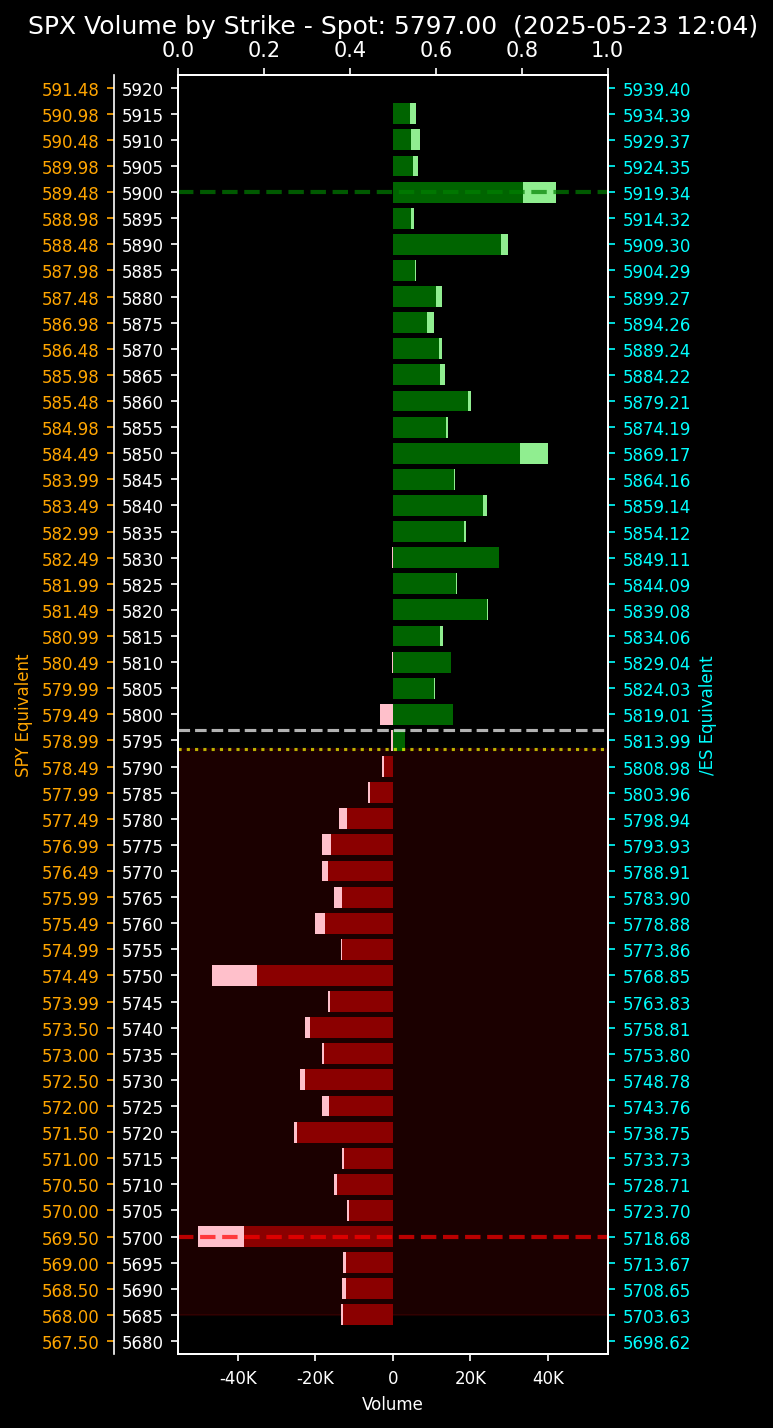 SPX Volume by Strike - Spot: 5797.00  (2025-05-23 12:04)
0.0 0.2 0.4 0.6 0.8 1.0
591.48 5920 5939.40
590.98 5915 5934.39
590.48 5910 5929.37
589.98 5905 5924.35
589.48 5900 5919.34
588.98 5895 5914.32
588.48 5890 5909.30
587.98 5885 5904.29
587.48 5880 5899.27
586.98 5875 5894.26
586.48 5870 5889.24
585.98 5865 5884.22
585.48 5860 5879.21
584.98 5855 5874.19
584.49 5850 5869.17
583.99 5845 5864.16
583.49 5840 5859.14
582.99 5835 5854.12
582.49 5830 5849.11
581.99 5825 5844.09
581.49 5820 5839.08
580.99 5815 5834.06
580.49 5810 5829.04
579.99 5805 5824.03
579.49 5800 5819.01
578.99 5795 5813.99
578.49 5790 5808.98
577.99 5785 5803.96
577.49 5780 5798.94
576.99 5775 5793.93
576.49 5770 5788.91
575.99 5765 5783.90
575.49 5760 5778.88
574.99 5755 5773.86
574.49 5750 5768.85
573.99 5745 5763.83
573.50 5740 5758.81
573.00 5735 5753.80
572.50 5730 5748.78
572.00 5725 5743.76
571.50 5720 5738.75
571.00 5715 5733.73
570.50 5710 5728.71
570.00 5705 5723.70
569.50 5700 5718.68
569.00 5695 5713.67
568.50 5690 5708.65
568.00 5685 5703.63
567.50 5680 5698.62
SPY Equivalent
/ES Equivalent
-40K -20K 0 20K 40K
Volume